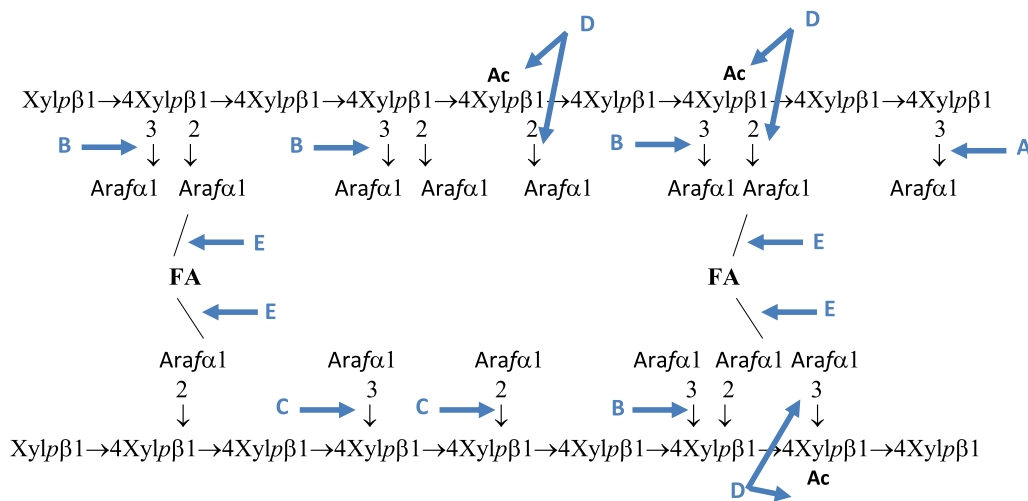 D D
Ac Ac
Xylpβ1→4Xylpβ1→4Xylpβ1→4Xylpβ1→4Xylpβ1→4Xylpβ1→4Xylpβ1→4Xylpβ1→4Xylpβ1
3 2 3 2 2 3 2 3
B B B A
↓ ↓ ↓ ↓ ↓ ↓ ↓ ↓
Arafα1 Arafα1 Arafα1 Arafα1 Arafα1 Arafα1 Arafα1 Arafα1
E E
FA FA
E E
Arafα1 Arafα1 Arafα1 Arafα1 Arafα1 Arafα1
2 3 2 3 2 3
C C B
↓ ↓ ↓ ↓ ↓ ↓
Xylpβ1→4Xylpβ1→4Xylpβ1→4Xylpβ1→4Xylpβ1→4Xylpβ1→4Xylpβ1→4Xylpβ1→4Xylpβ1
Ac
D